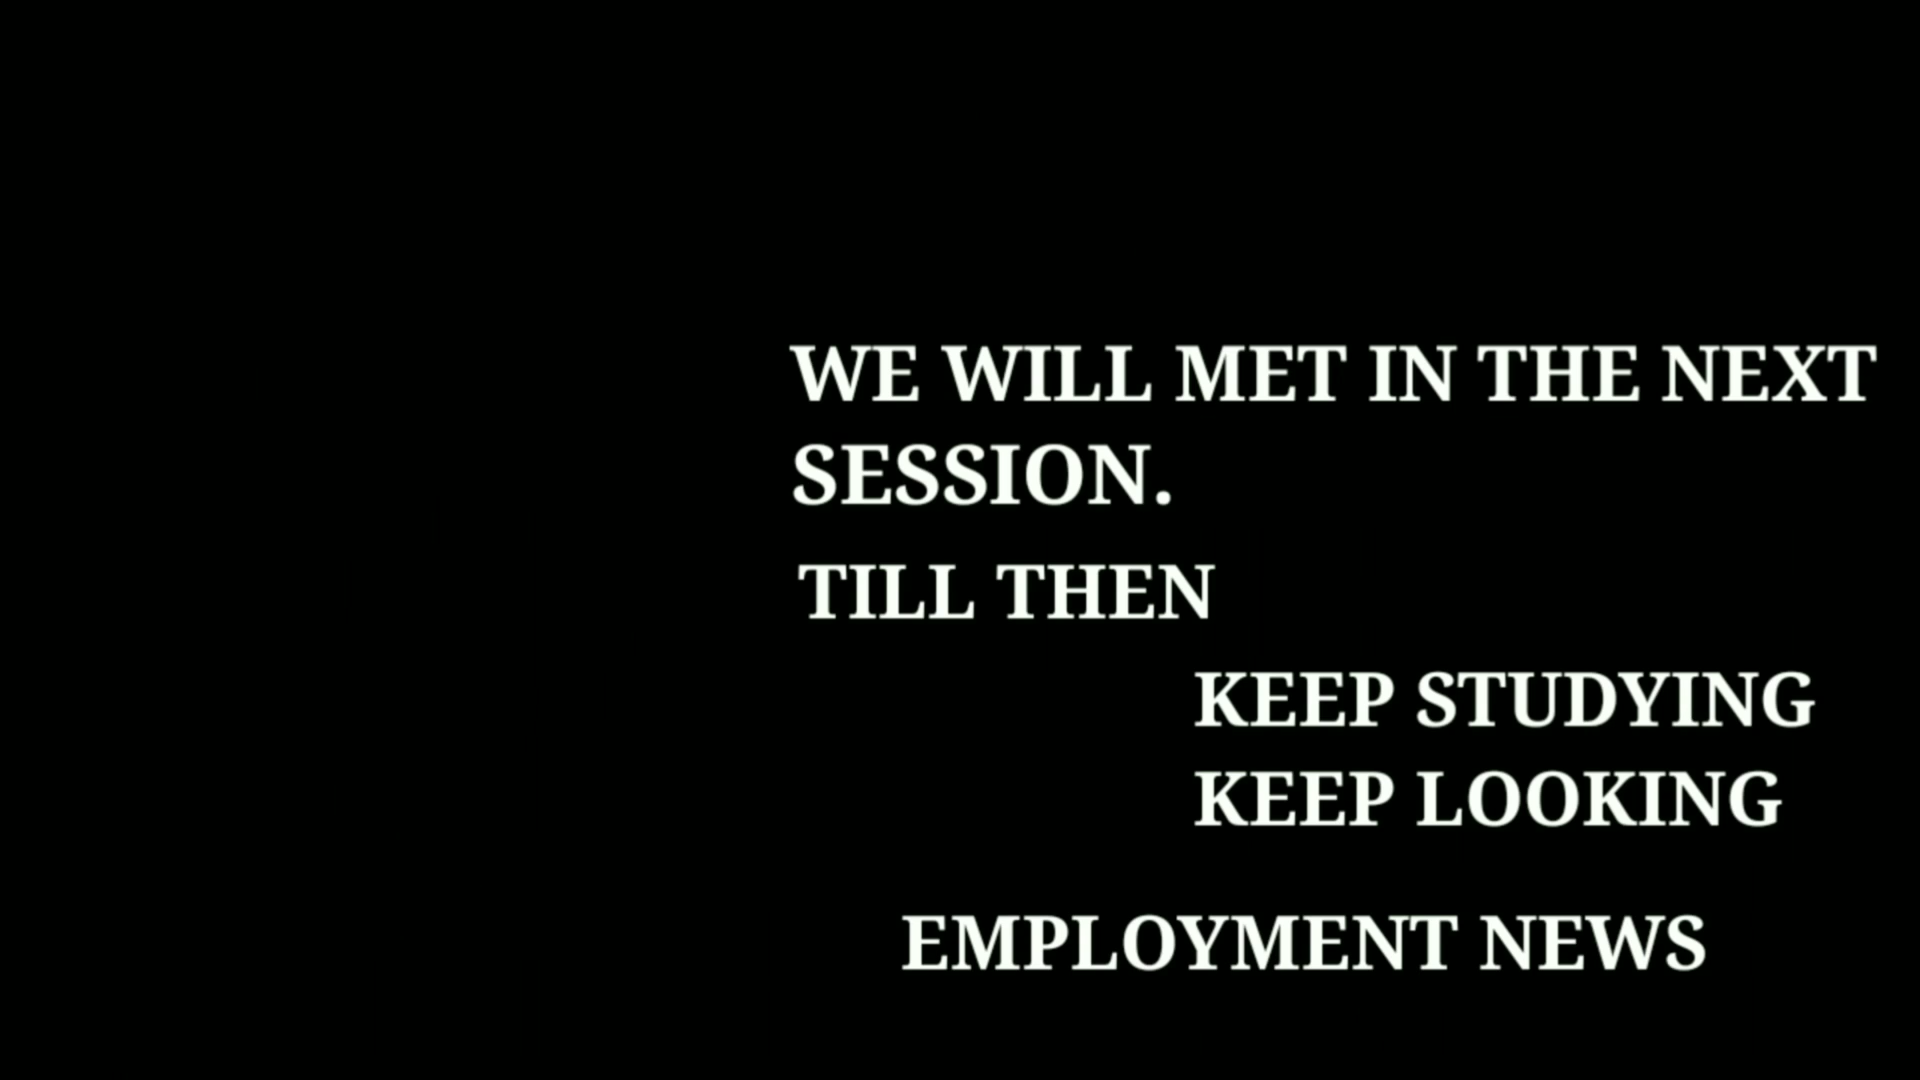 WE WILL MET IN THE NEXT
SESSION.
TILL THEN
KEEP STUDYING
KEEP LOOKING
EMPLOYMENT NEWS